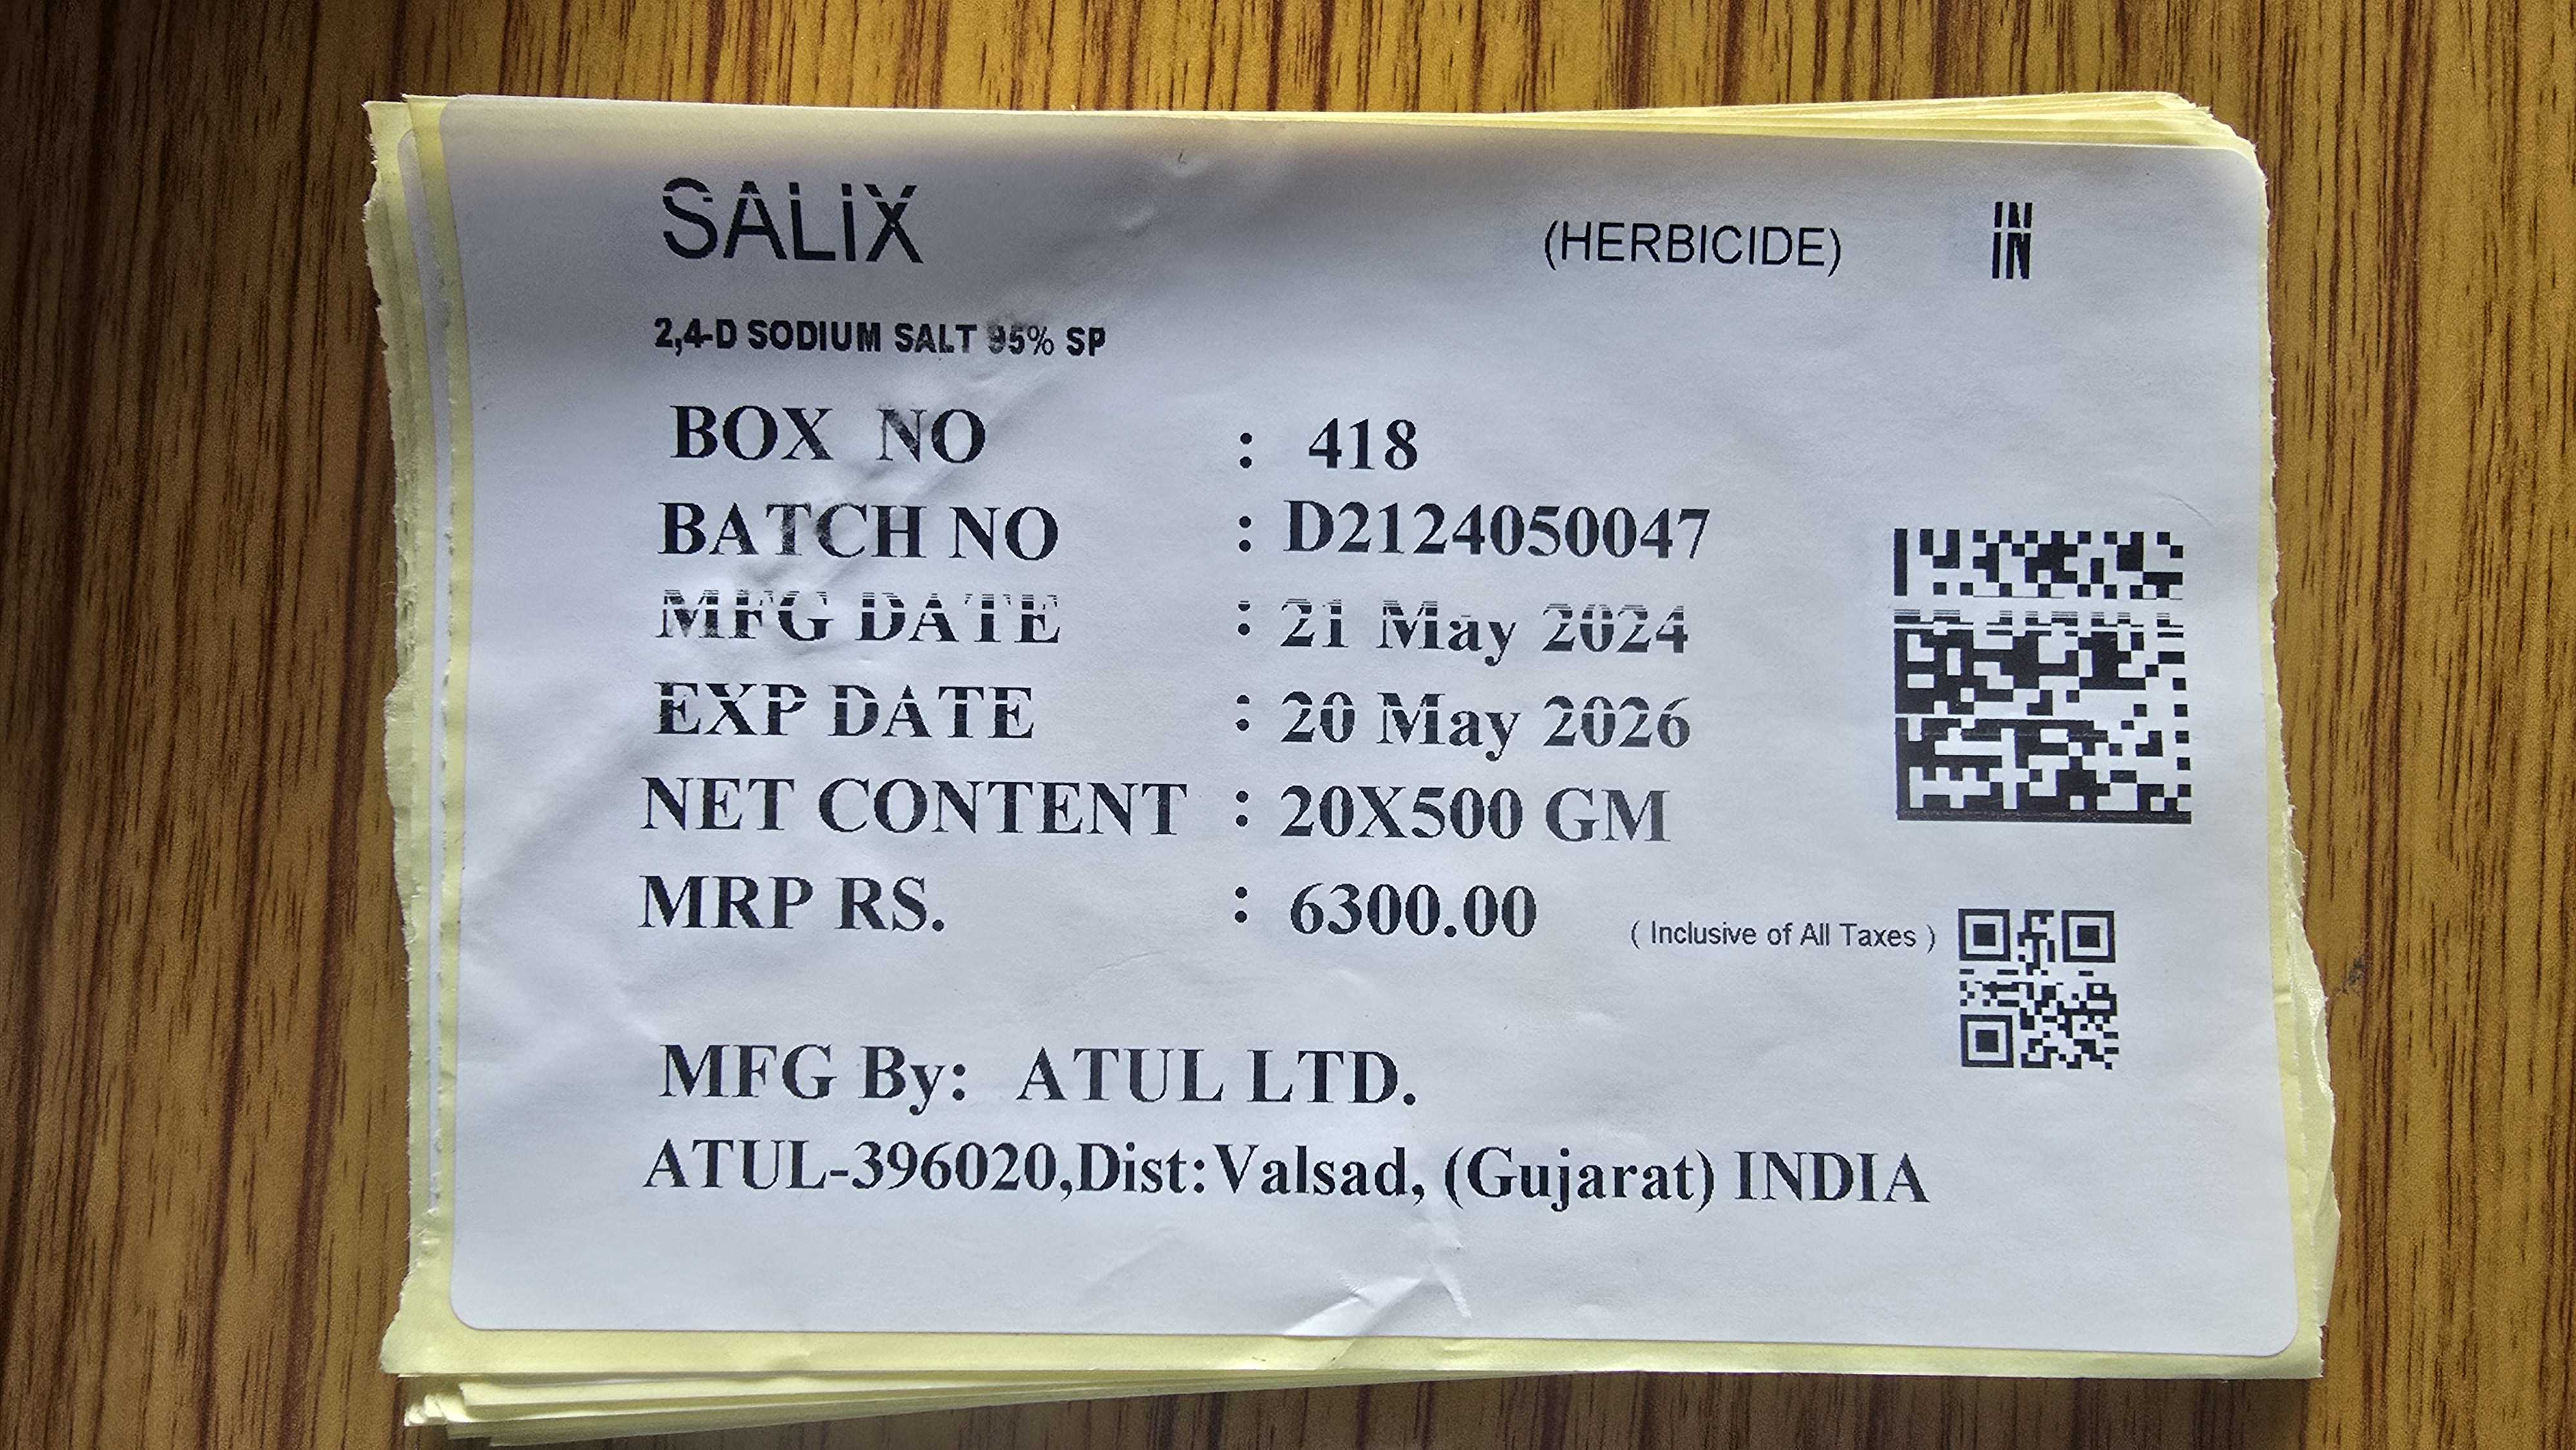 SALIX (HERBICIDE) IN
2,4-D SODIUM SALT 95% SP
BOX NO : 418
BATCH NO : D2124050047
MFG DATE : 21 May 2024
EXP DATE : 20 May 2026
NET CONTENT : 20X500 GM
MRP RS. : 6300.00 ( Inclusive of All Taxes )
MFG By: ATUL LTD.
ATUL-396020,Dist:Valsad, (Gujarat) INDIA